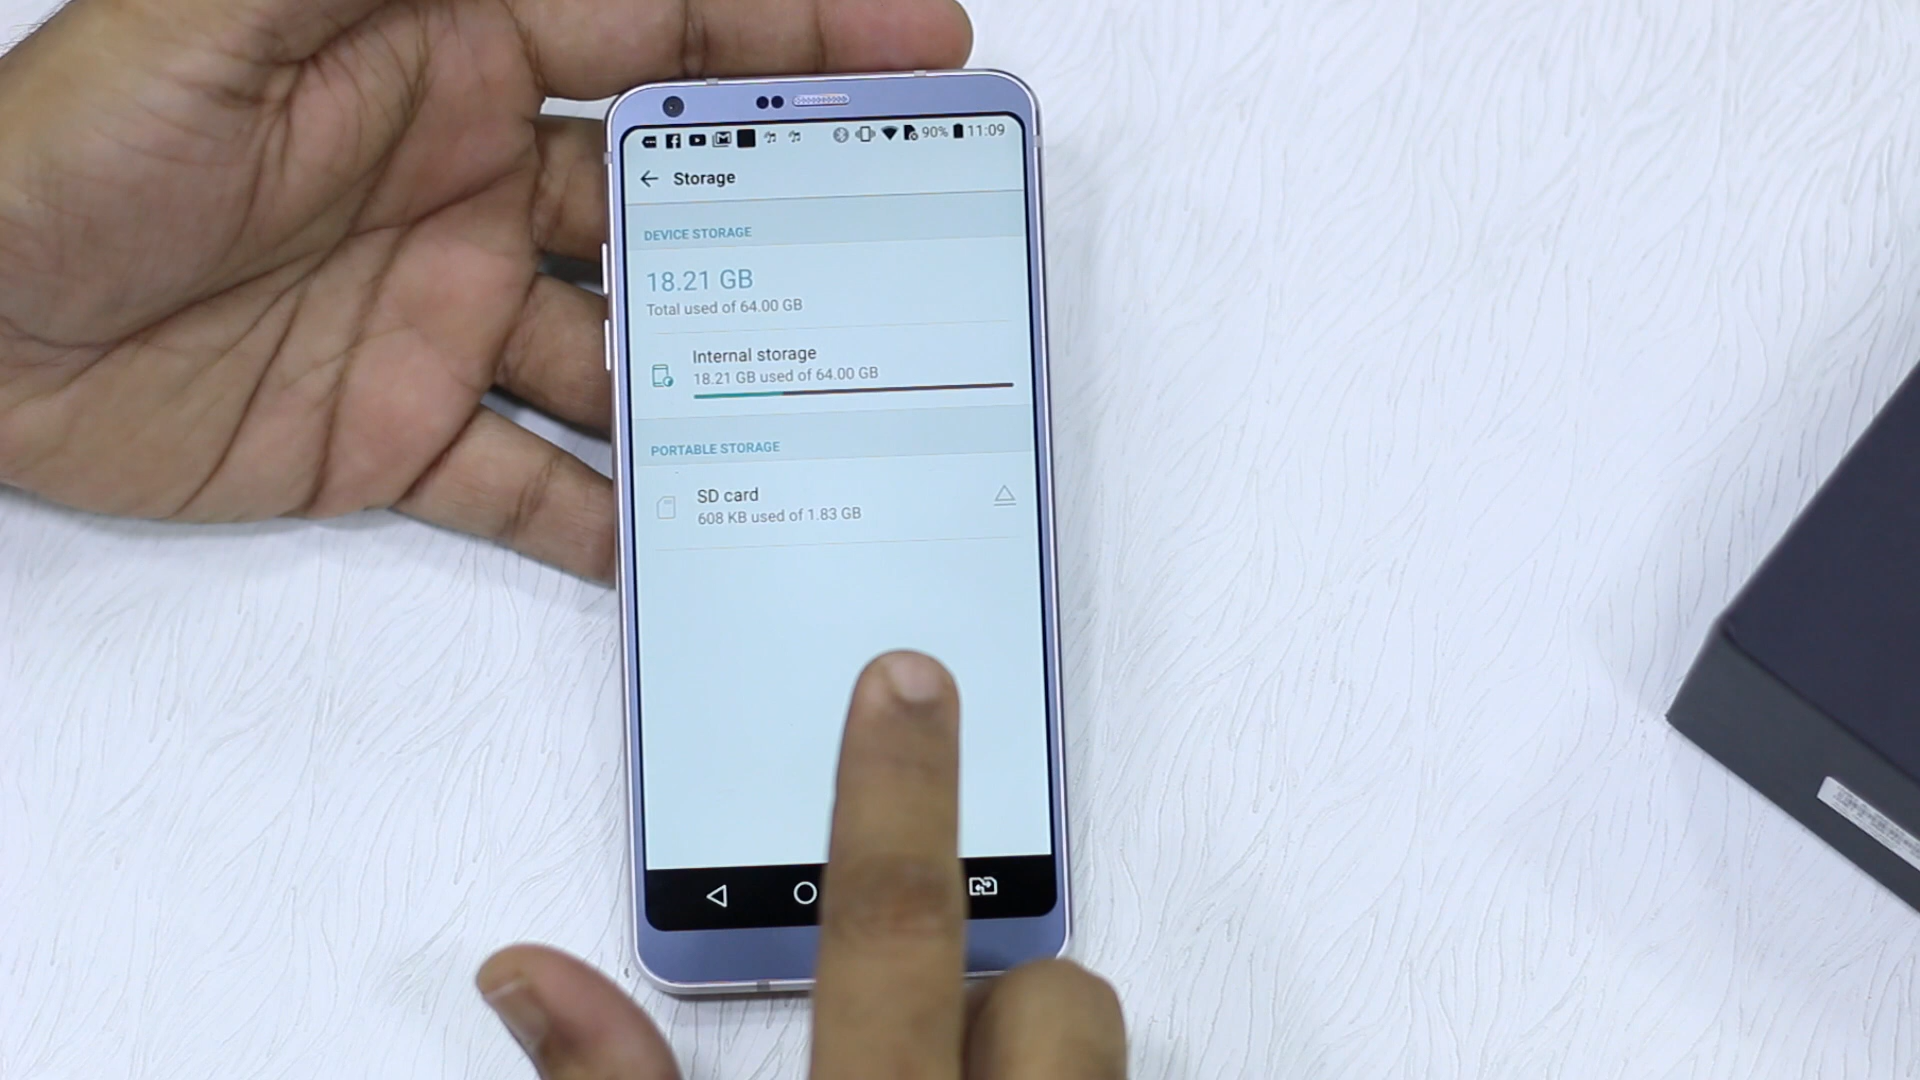 90% 11:09
Storage
DEVICE STORAGE
18.21 GB
Total used of 64.00 GB
Internal storage
18.21 GB used of 64.00 GB
PORTABLE STORAGE
SD card
608 KB used of 1.83 GB